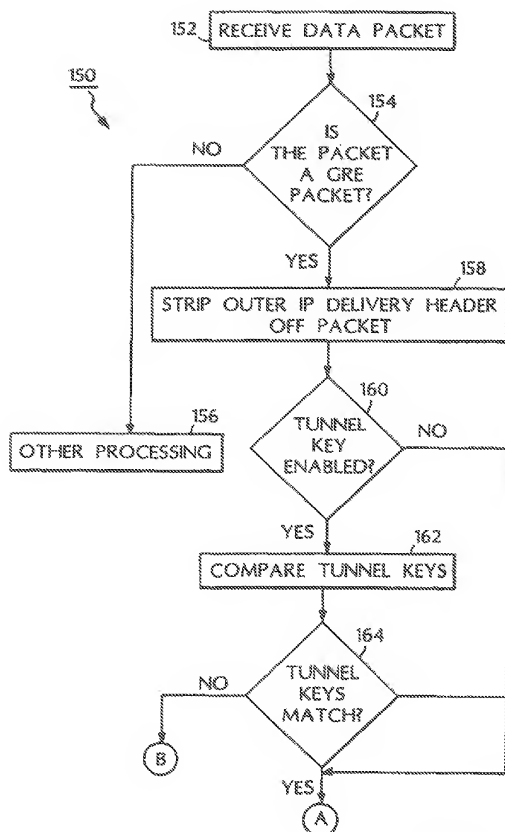 152
RECEIVE DATA PACKET
150
154
IS
THE PACKET
A GRE
PACKET?
NO
YES
158
STRIP OUTER IP DELIVERY HEADER
OFF PACKET
160
TUNNEL
KEY
ENABLED?
NO
156
OTHER PROCESSING
YES
162
COMPARE TUNNEL KEYS
164
TUNNEL
KEYS
MATCH?
NO
B
YES
A